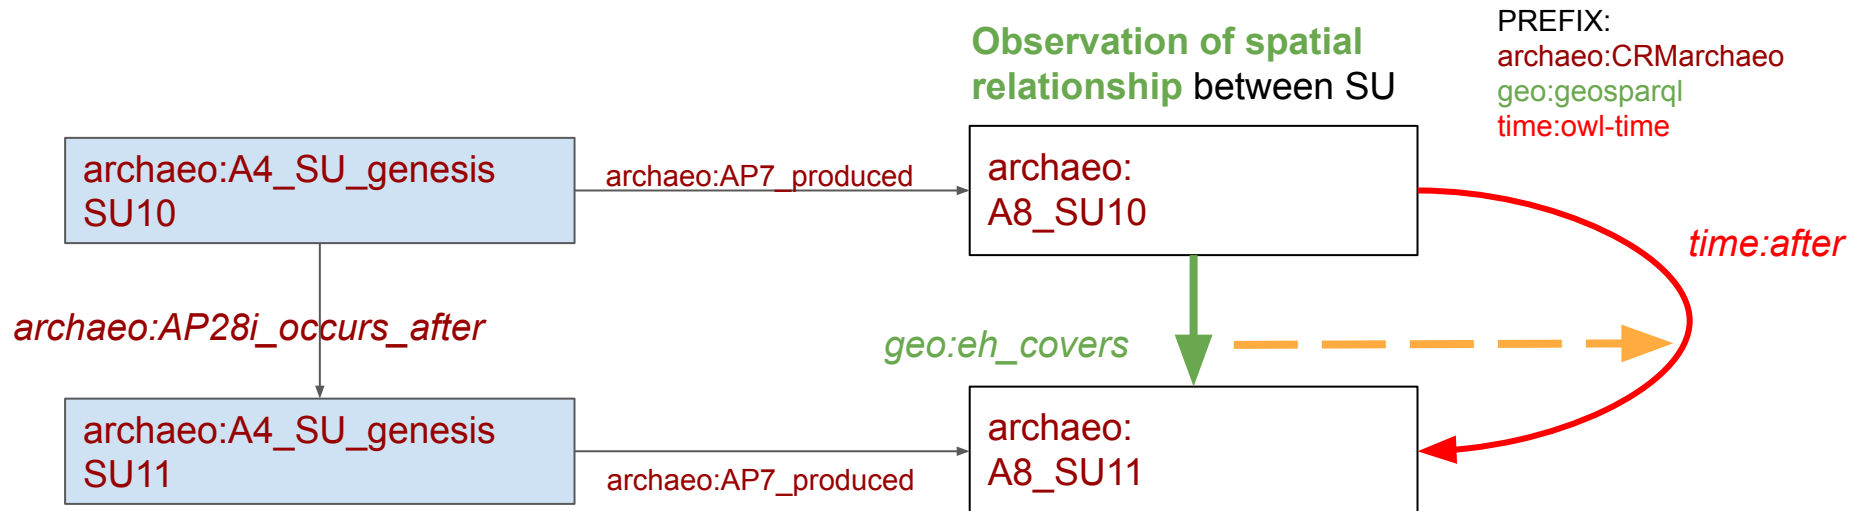 Observation of spatial
relationship between SU
PREFIX:
archaeo:CRMarchaeo
geo:geosparql
time:owl-time
archaeo:A4_SU_genesis
SU10
archaeo:AP7_produced
archaeo:
A8_SU10
time:after
archaeo:AP28i_occurs_after
geo:eh_covers
archaeo:A4_SU_genesis
SU11
archaeo:AP7_produced
archaeo:
A8_SU11